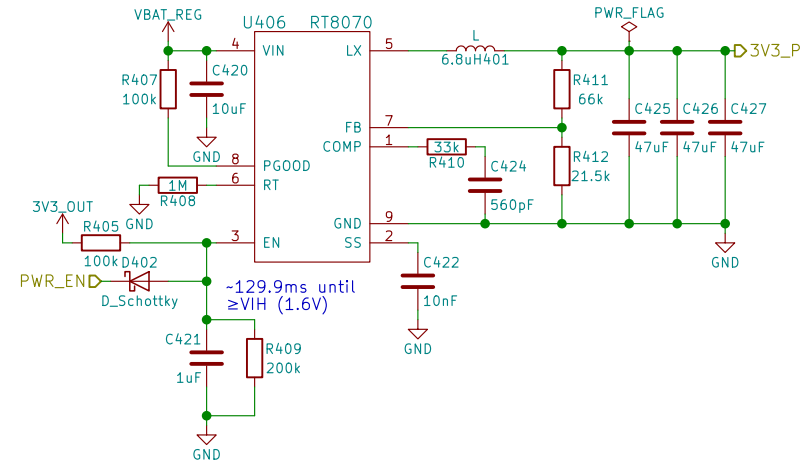 VBAT_REG
PWR_FLAG
U406 RT8070
4 VIN
LX 5
L
6.8uH401
3V3_P
R407
100k
C420
10uF
GND
R411
66k
C425
47uF
C426
47uF
C427
47uF
FB 7
COMP 1
33k
R410
C424
560pF
R412
21.5k
8 PGOOD
6 RT
1M
R408
GND
3V3_OUT
R405
100k
3 EN
GND 9
SS 2
GND
PWR_EN
D402
D_Schottky
~129.9ms until
≥VIH (1.6V)
C422
10nF
GND
C421
1uF
R409
200k
GND